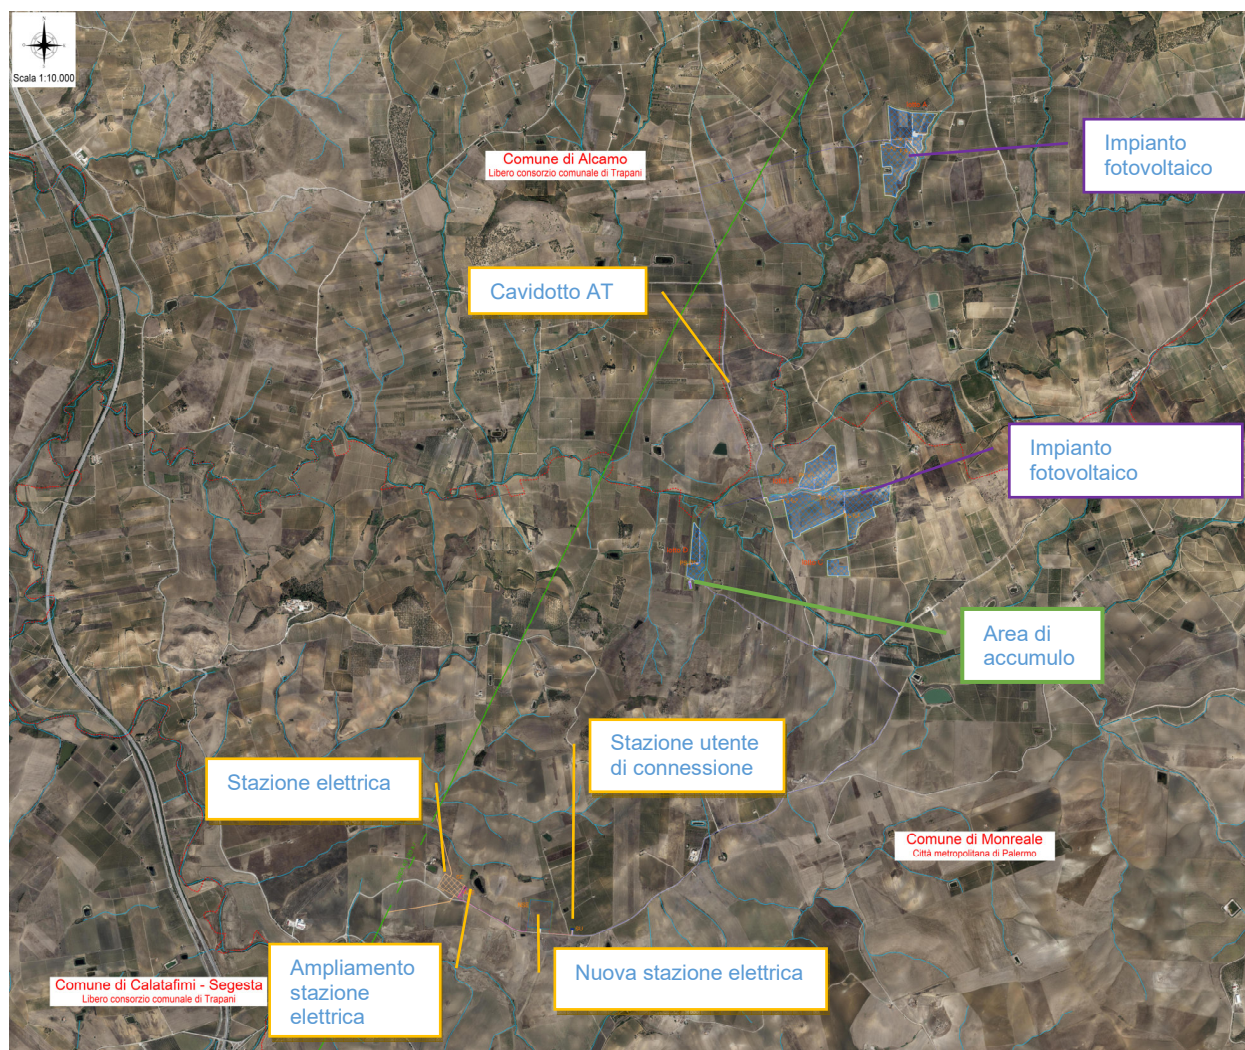 Scala 1:10.000
Impianto
fotovoltaico
Comune di Alcamo
Libero consorzio comunale di Trapani
Cavidotto AT
Impianto
fotovoltaico
Area di
accumulo
Stazione utente
di connessione
Stazione elettrica
Comune di Monreale
Città metropolitana di Palermo
Ampliamento
stazione
elettrica
Nuova stazione elettrica
Comune di Calatafimi - Segesta
Libero consorzio comunale di Trapani